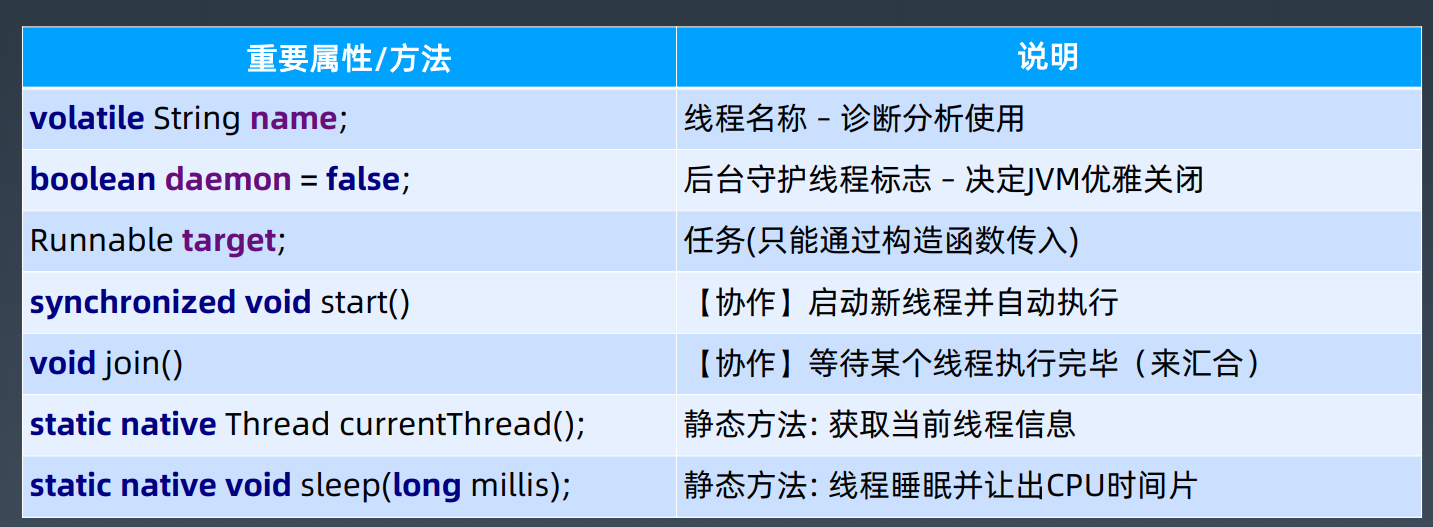 重要属性/方法 说明
volatile String name; 线程名称 – 诊断分析使用
boolean daemon = false; 后台守护线程标志 – 决定JVM优雅关闭
Runnable target; 任务(只能通过构造函数传入)
synchronized void start() 【协作】启动新线程并自动执行
void join() 【协作】等待某个线程执行完毕（来汇合）
static native Thread currentThread(); 静态方法: 获取当前线程信息
static native void sleep(long millis); 静态方法: 线程睡眠并让出CPU时间片